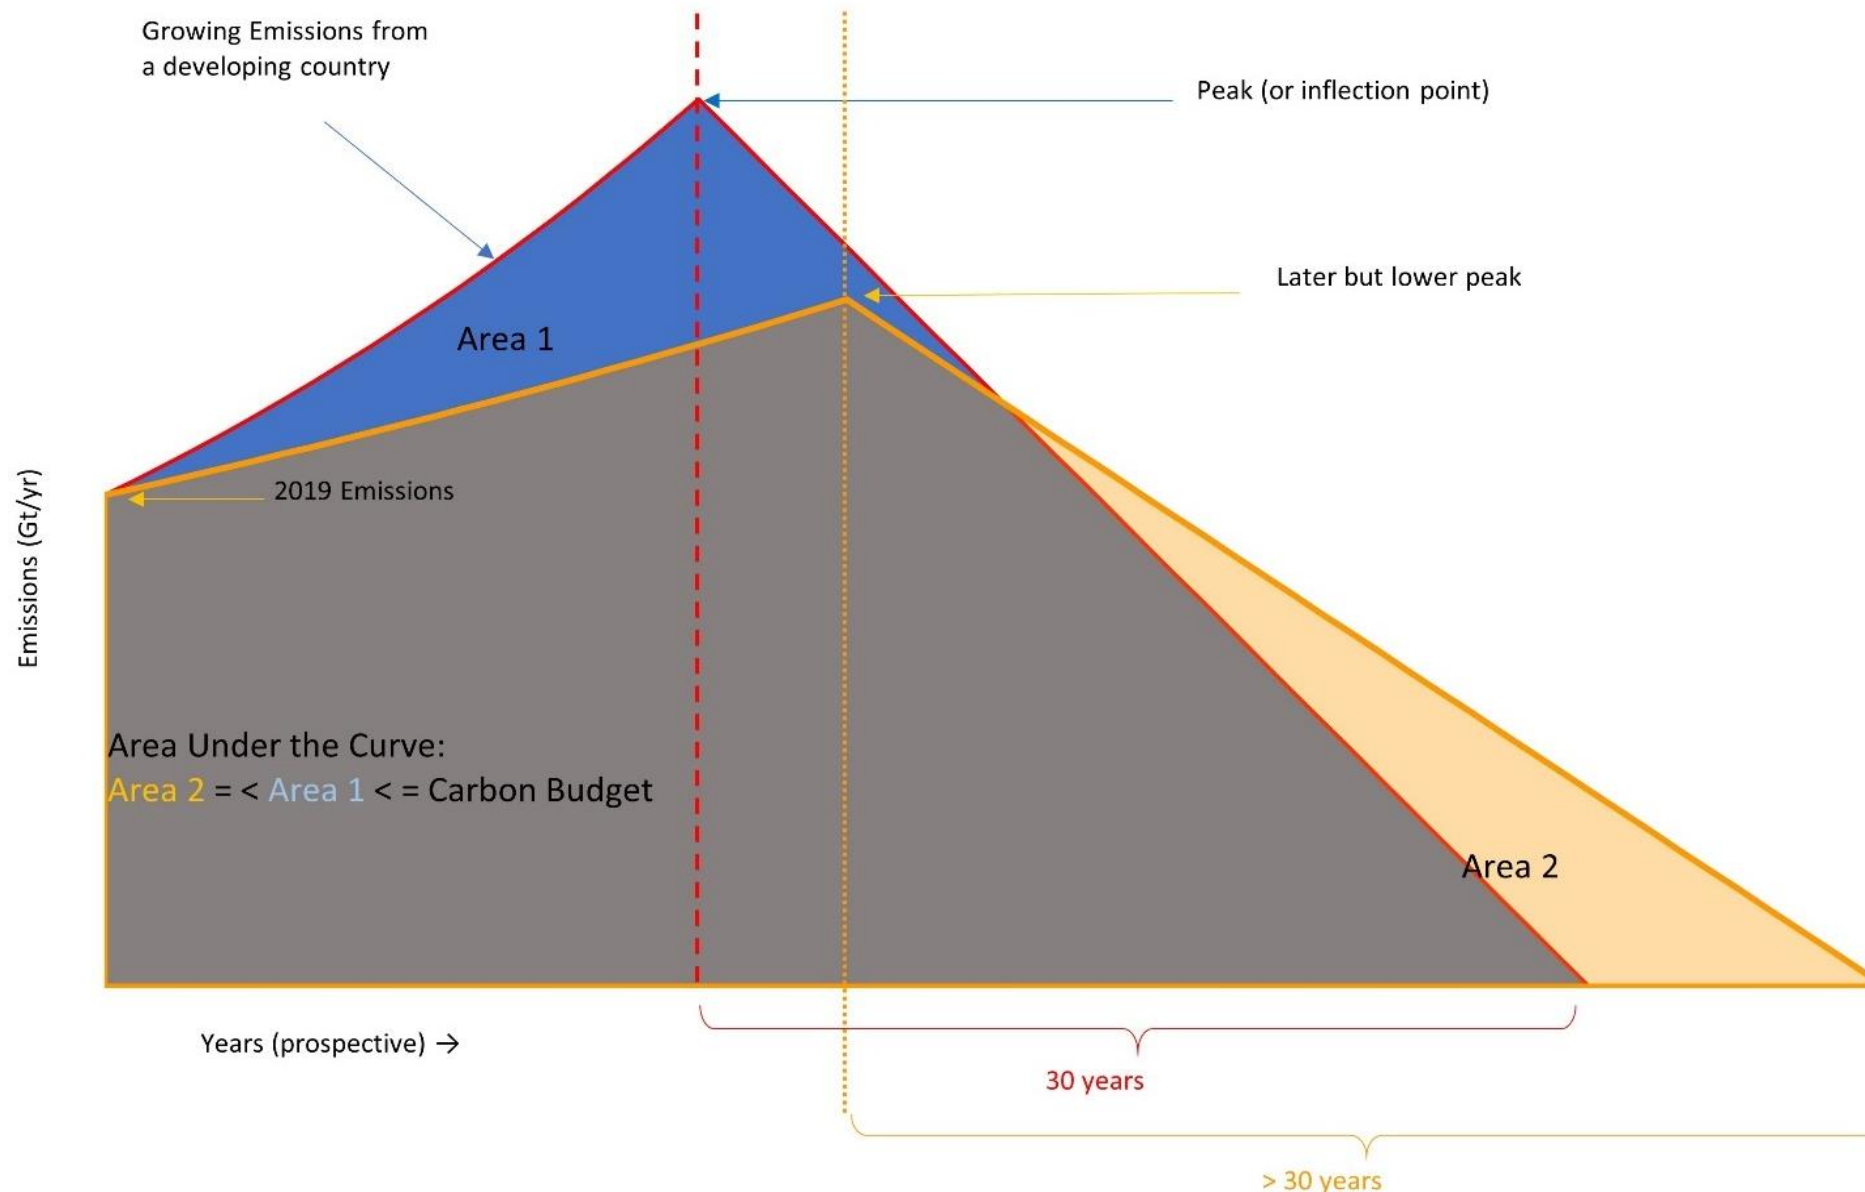 Growing Emissions from
a developing country
Peak (or inflection point)
Later but lower peak
Area 1
2019 Emissions
Emissions (Gt/yr)
Area Under the Curve:
Area 2 = < Area 1 < = Carbon Budget
Area 2
Years (prospective) →
30 years
> 30 years